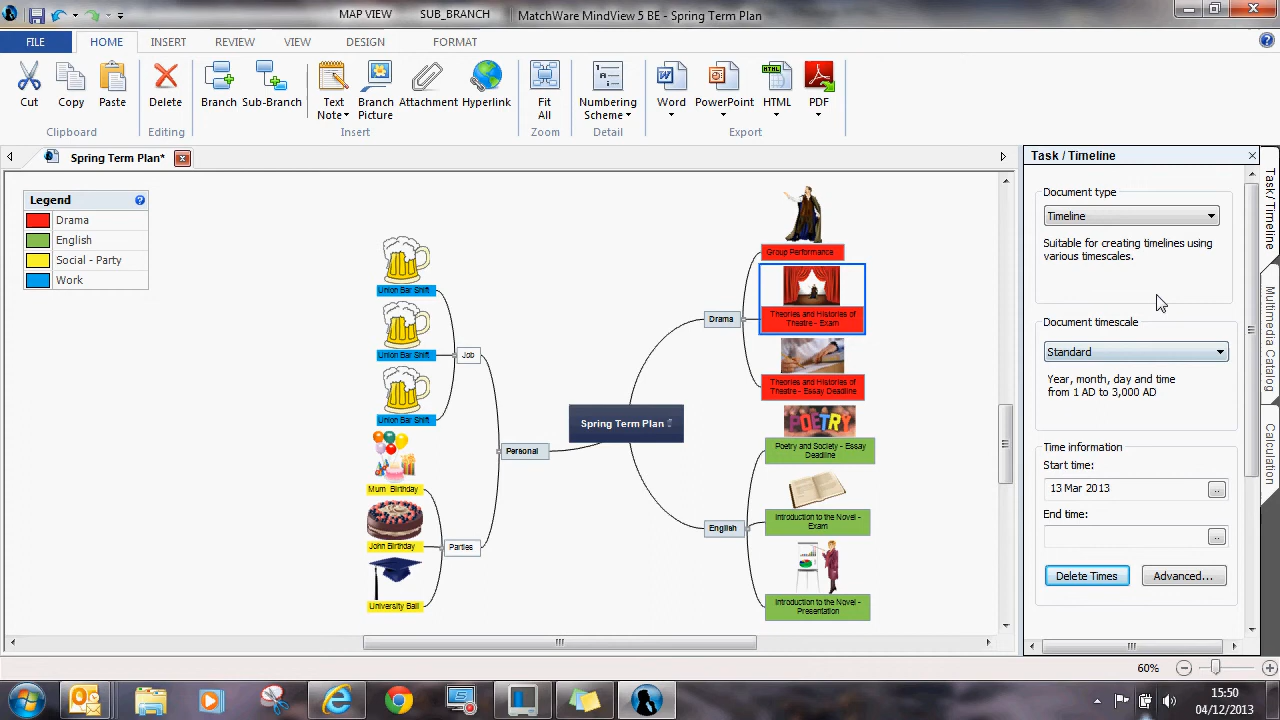 MAP VIEW SUB_BRANCH MatchWare MindView 5 BE - Spring Term Plan
FILE HOME INSERT REVIEW VIEW DESIGN FORMAT
Cut Copy Paste Delete Branch Sub-Branch Text Note Branch Picture Attachment Hyperlink Fit All Numbering Scheme Word PowerPoint HTML PDF
Clipboard Editing Insert Zoom Detail Export
Spring Term Plan*
Legend
Drama
English
Social - Party
Work
Union Bar Shift
Union Bar Shift
Union Bar Shift
Job
Mum Birthday
John Birthday
University Ball
Parties
Personal
Spring Term Plan
Drama
Group Performance
Theories and Histories of
Theatre - Exam
Theories and Histories of
Theatre - Essay Deadline
English
POETRY
Poetry and Society - Essay
Deadline
Introduction to the Novel -
Exam
Introduction to the Novel -
Presentation
Task / Timeline
Document type
Timeline
Suitable for creating timelines using
various timescales.
Document timescale
Standard
Year, month, day and time
from 1 AD to 3,000 AD
Time information
Start time:
13 Mar 2013
...
End time:
...
Delete Times Advanced...
Task / Timeline
Multimedia Catalog
Calculation
60%
15:50
04/12/2013